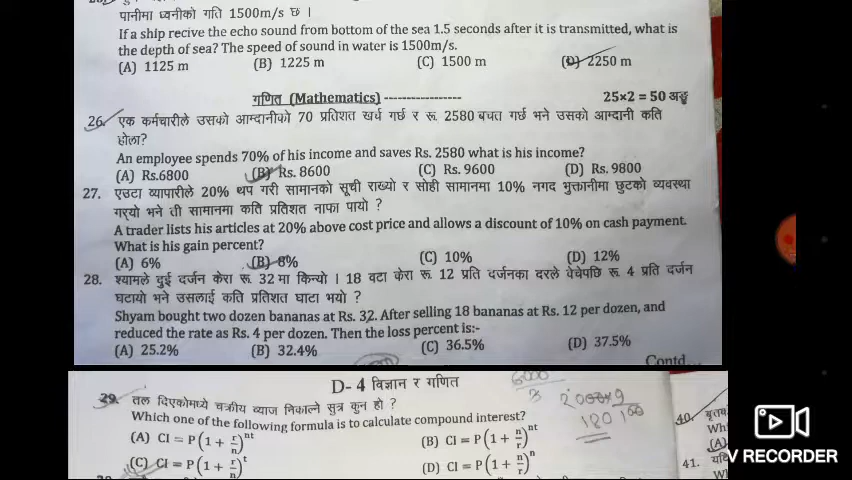 पानीमा ध्वनीको गति 1500m/s छ ।
If a ship recive the echo sound from bottom of the sea 1.5 seconds after it is transmitted, what is
the depth of sea? The speed of sound in water is 1500m/s.
(A) 1125 m (B) 1225 m (C) 1500 m (D) 2250 m
गणित (Mathematics) ----------------- 25×2 = 50 अङ्क
26. एक कर्मचारीले उसको आम्दानीको 70 प्रतिशत खर्च गर्छ र रू 2580 बचत गर्छ भने उसको आम्दानी कति
होला?
An employee spends 70% of his income and saves Rs. 2580 what is his income?
(A) Rs.6800 (B) Rs. 8600 (C) Rs. 9600 (D) Rs. 9800
27. एउटा व्यापारीले 20% थप गरी सामानको सूची राख्यो र सोही सामानमा 10% नगद भुक्तानीमा छुटको व्यवस्था
गर्‍यो भने ती सामानमा कति प्रतिशत नाफा पायो ?
A trader lists his articles at 20% above cost price and allows a discount of 10% on cash payment.
What is his gain percent?
(A) 6% (B) 8% (C) 10% (D) 12%
28. श्यामले दुई दर्जन केरा रू 32 मा किन्यो । 18 वटा केरा रू 12 प्रति दर्जनका दरले वेचेपछि रू 4 प्रति दर्जन
घटायो भने उसलाई कति प्रतिशत घाटा भयो ?
Shyam bought two dozen bananas at Rs. 32. After selling 18 bananas at Rs. 12 per dozen, and
reduced the rate as Rs. 4 per dozen. Then the loss percent is:-
(A) 25.2% (B) 32.4% (C) 36.5% (D) 37.5%
Contd
D- 4 विज्ञान र गणित
29. तल दिएकोमध्ये चक्रीय ब्याज निकाल्ने सुत्र कुन हो ?
Which one of the following formula is to calculate compound interest?
(A) CI = P(1 + r/n)^nt (B) CI = P(1 + n/r)^nt
(C) CI = P(1 + r/n)^t (D) CI = P(1 + n/r)^n
40.
Wh
(A)
41. यदि
V RECORDER